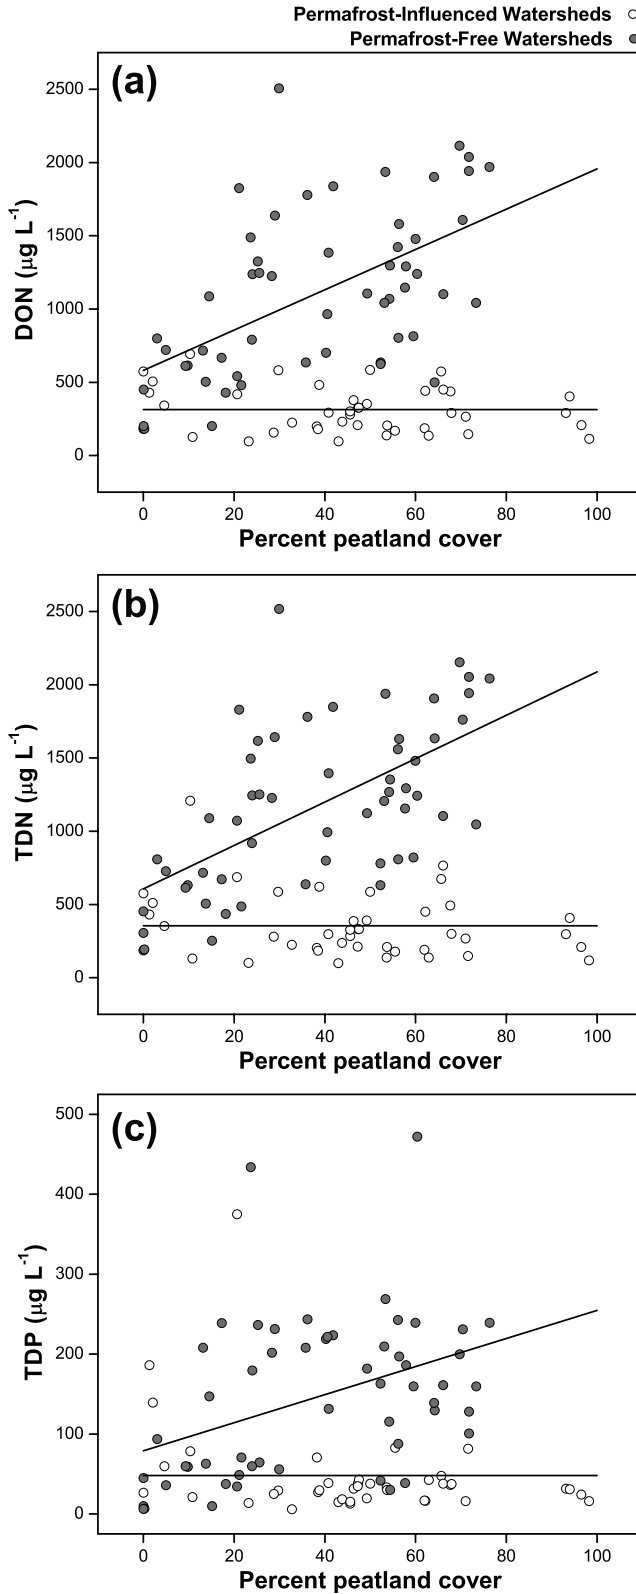 Permafrost-Influenced Watersheds
Permafrost-Free Watersheds
(a)
2500
2000
1500
1000
500
0
DON (µg L-1)
0 20 40 60 80 100
Percent peatland cover
(b)
2500
2000
1500
1000
500
0
TDN (µg L-1)
0 20 40 60 80 100
Percent peatland cover
(c)
500
400
300
200
100
0
TDP (µg L-1)
0 20 40 60 80 100
Percent peatland cover